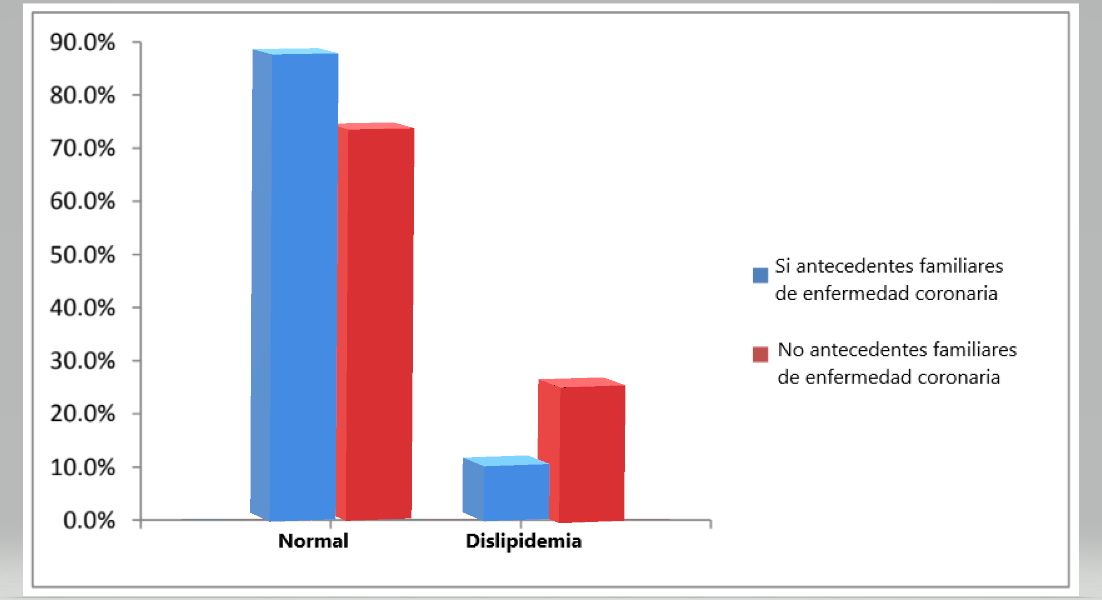 90.0%
80.0%
70.0%
60.0%
50.0%
40.0%
30.0%
20.0%
10.0%
0.0%
Normal
Dislipidemia
Si antecedentes familiares
de enfermedad coronaria
No antecedentes familiares
de enfermedad coronaria